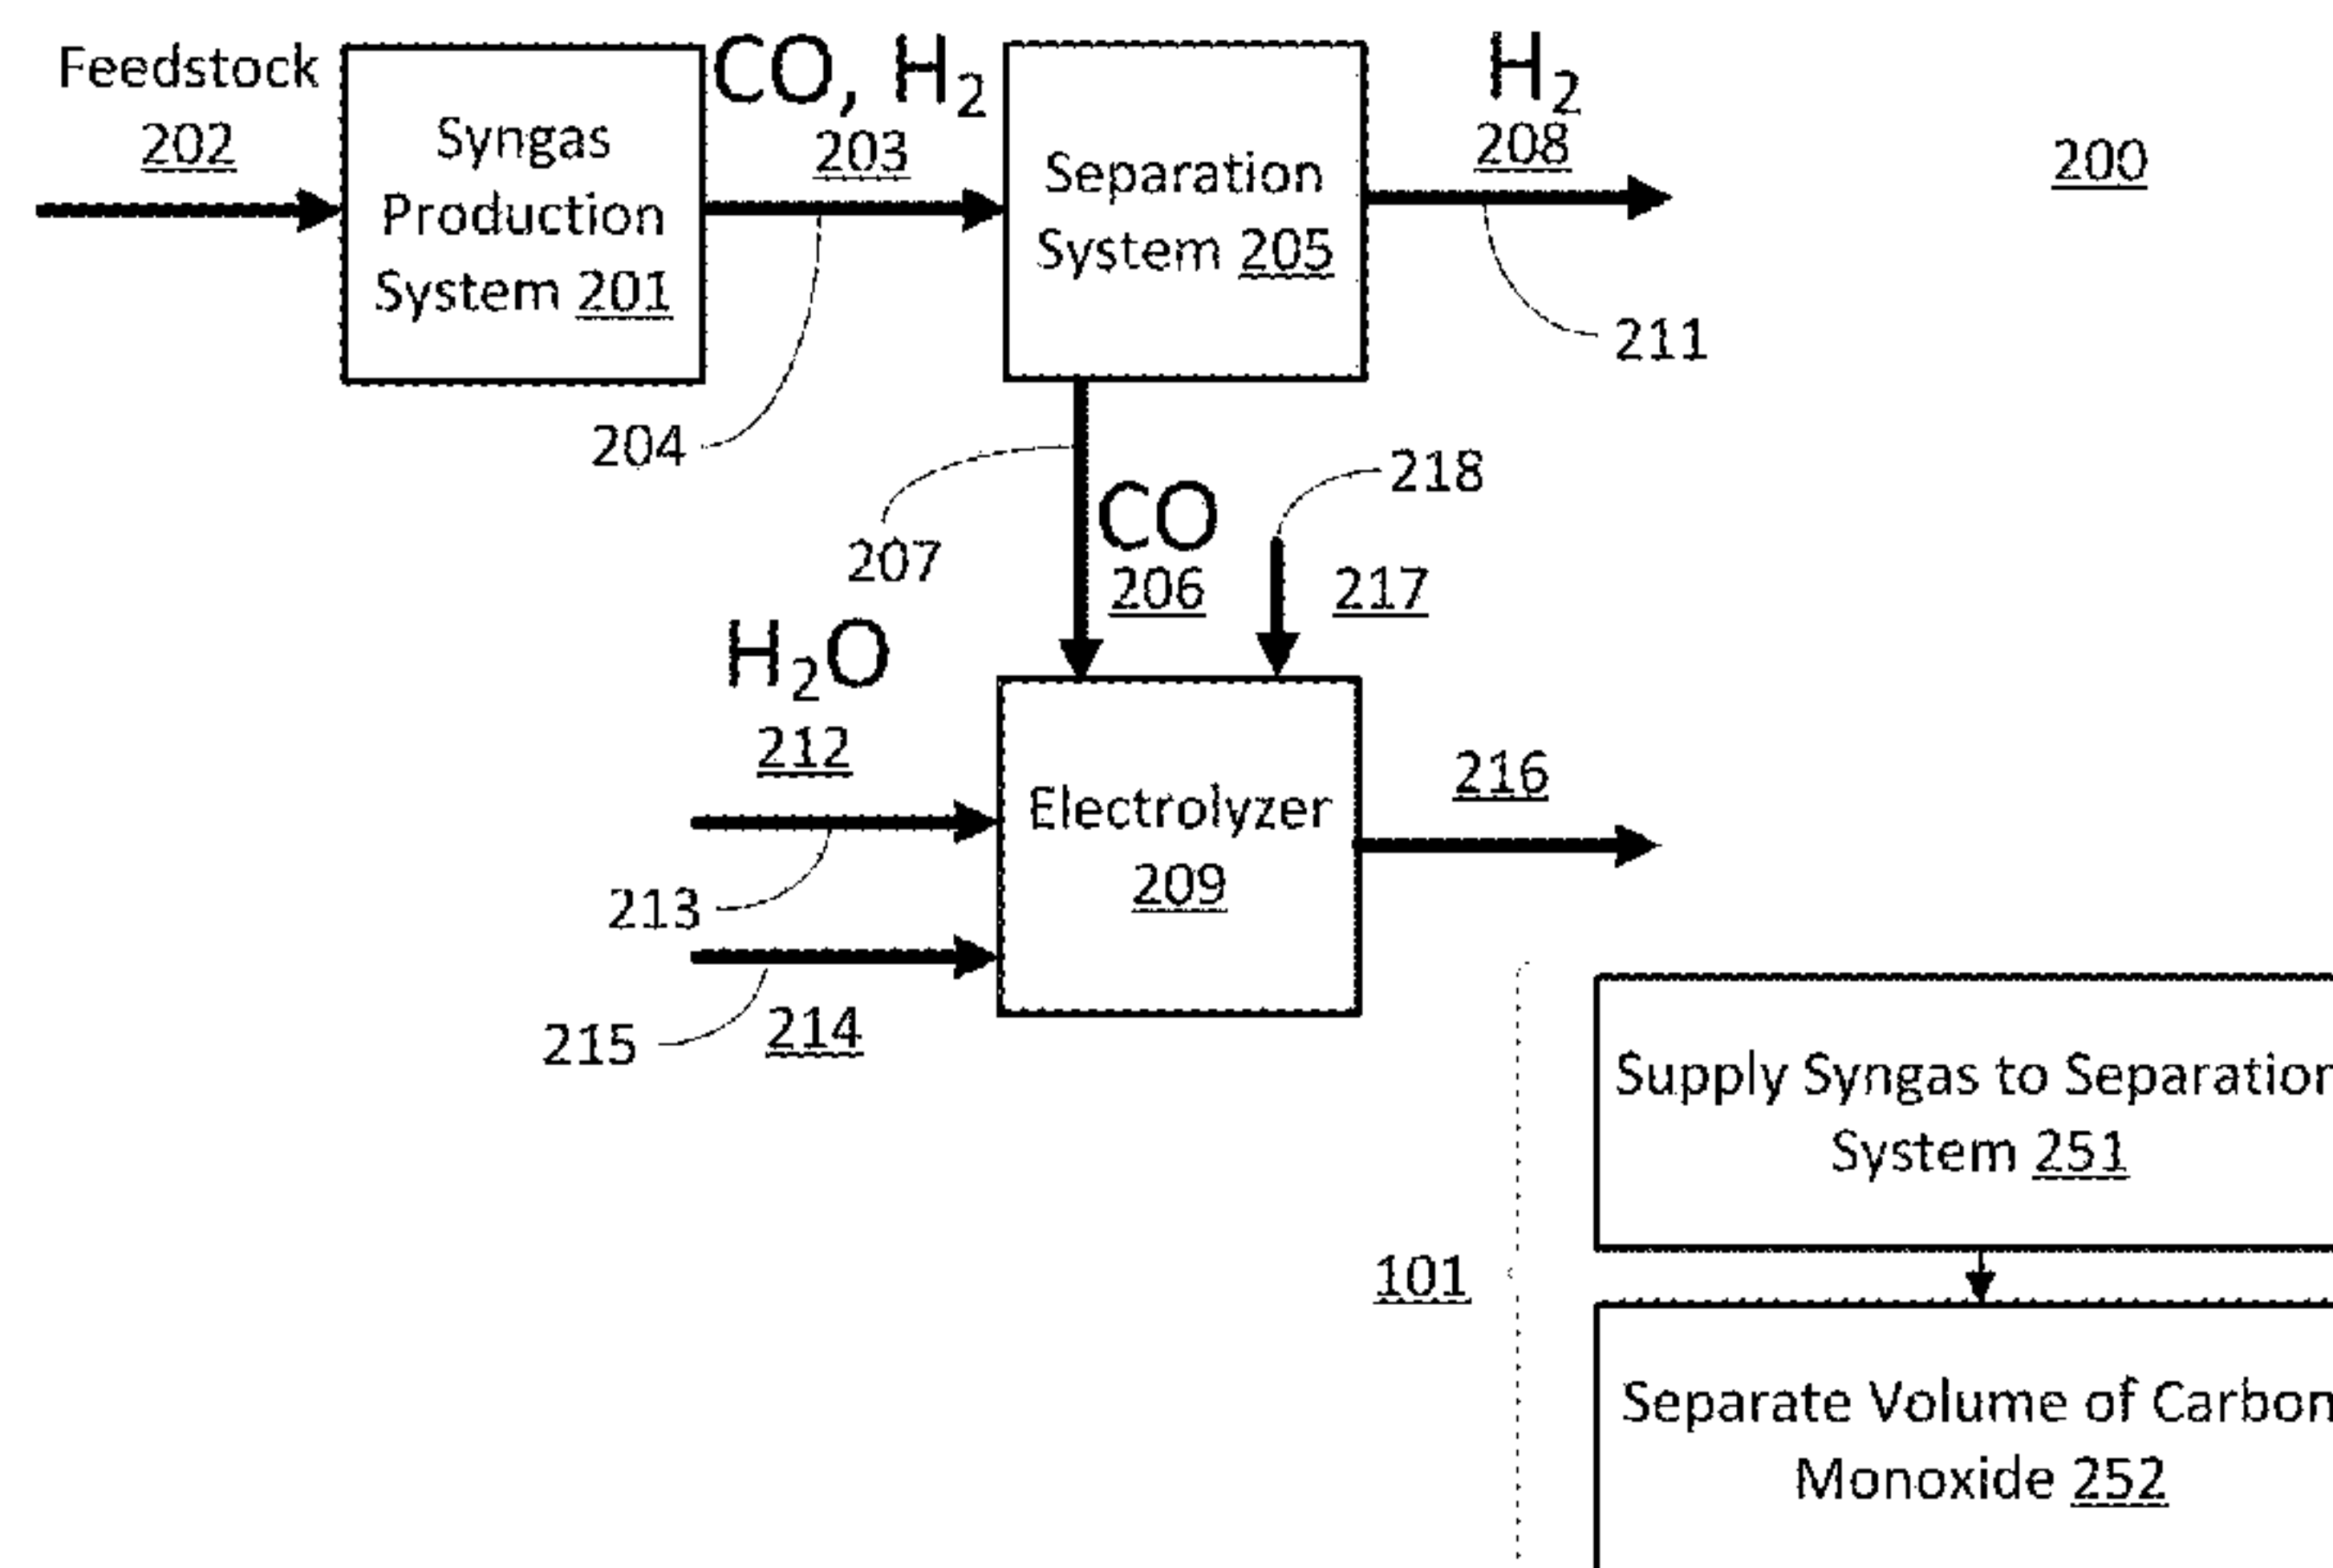 Feedstock
202
Syngas
Production
System 201
CO, H₂
203
204
Separation
System 205
H₂
208
211
200
207
CO
206
218
217
H₂O
212
213
215
214
Electrolyzer
209
216
101
Supply Syngas to Separation
System 251
Separate Volume of Carbon
Monoxide 252